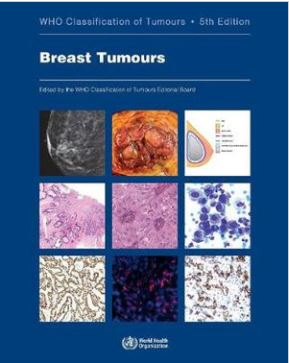 WHO Classification of Tumours • 5th Edition
Breast Tumours
Edited by the WHO Classification of Tumours Editorial Board
World Health
Organization